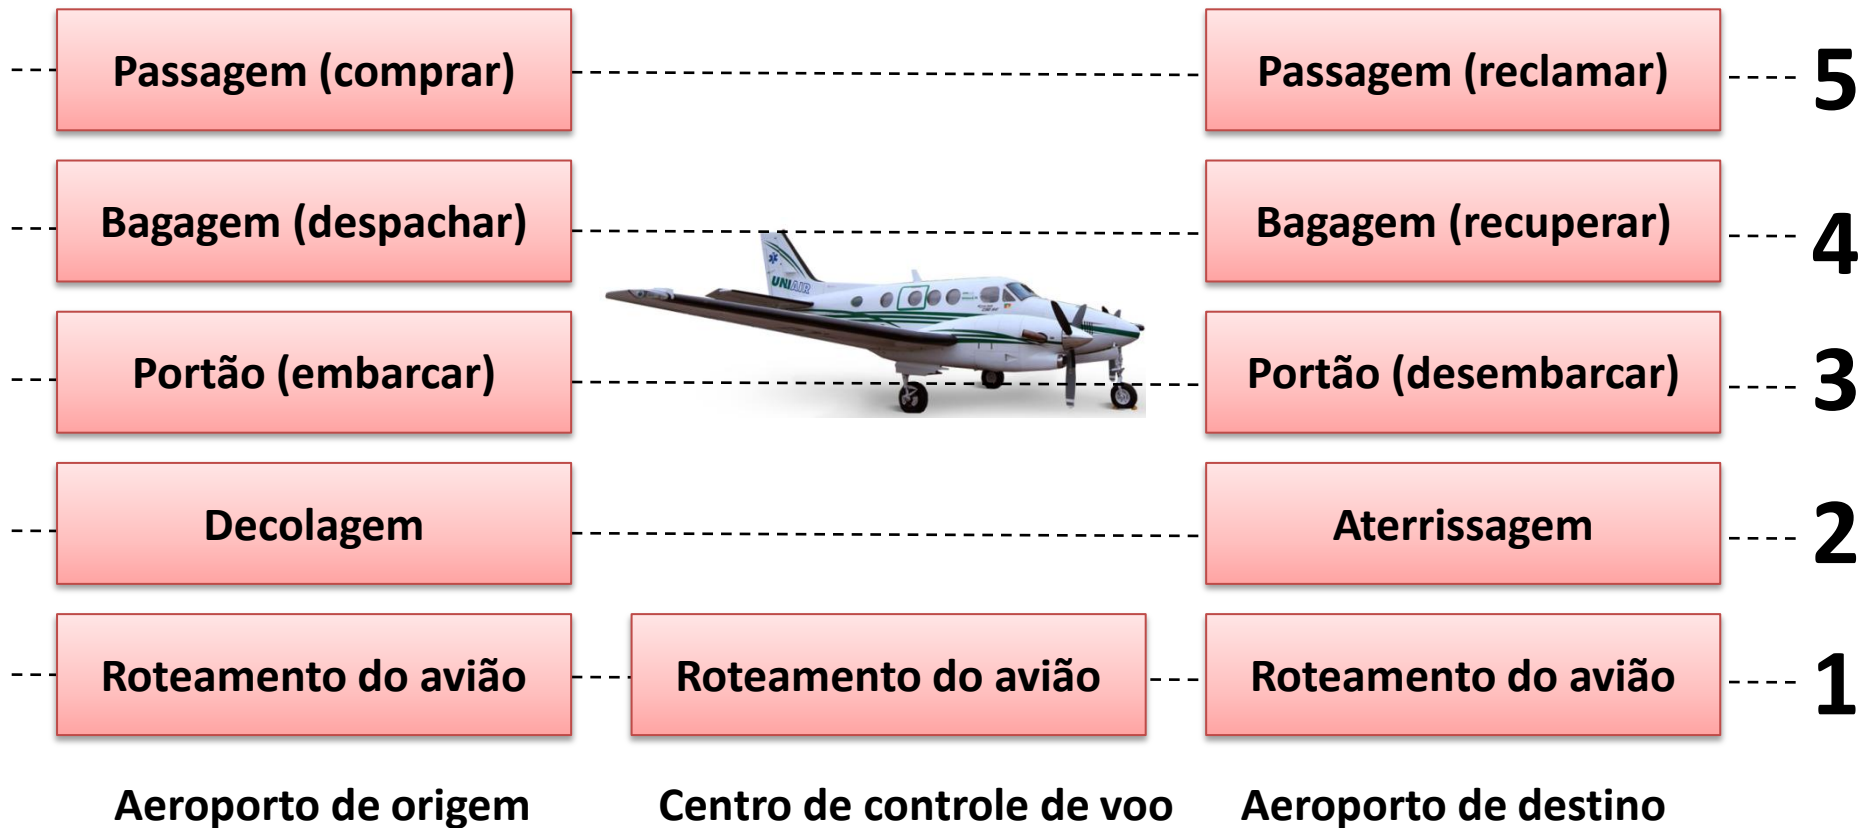 Passagem (comprar)
Passagem (reclamar)
5
Bagagem (despachar)
Bagagem (recuperar)
4
UNIAIR
Portão (embarcar)
Portão (desembarcar)
3
Decolagem
Aterrissagem
2
Roteamento do avião
Roteamento do avião
Roteamento do avião
1
Aeroporto de origem
Centro de controle de voo
Aeroporto de destino